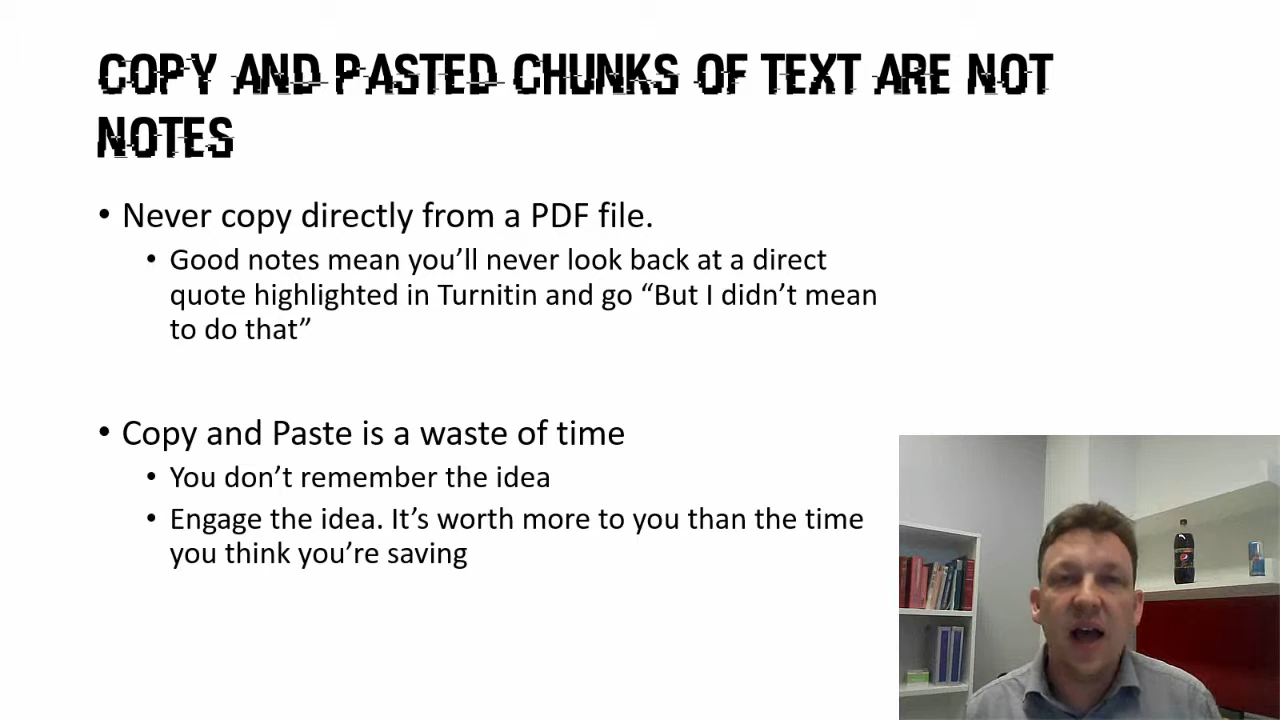 COPY AND PASTED CHUNKS OF TEXT ARE NOT
NOTES
• Never copy directly from a PDF file.
• Good notes mean you’ll never look back at a direct
quote highlighted in Turnitin and go “But I didn’t mean
to do that”
• Copy and Paste is a waste of time
• You don’t remember the idea
• Engage the idea. It’s worth more to you than the time
you think you’re saving